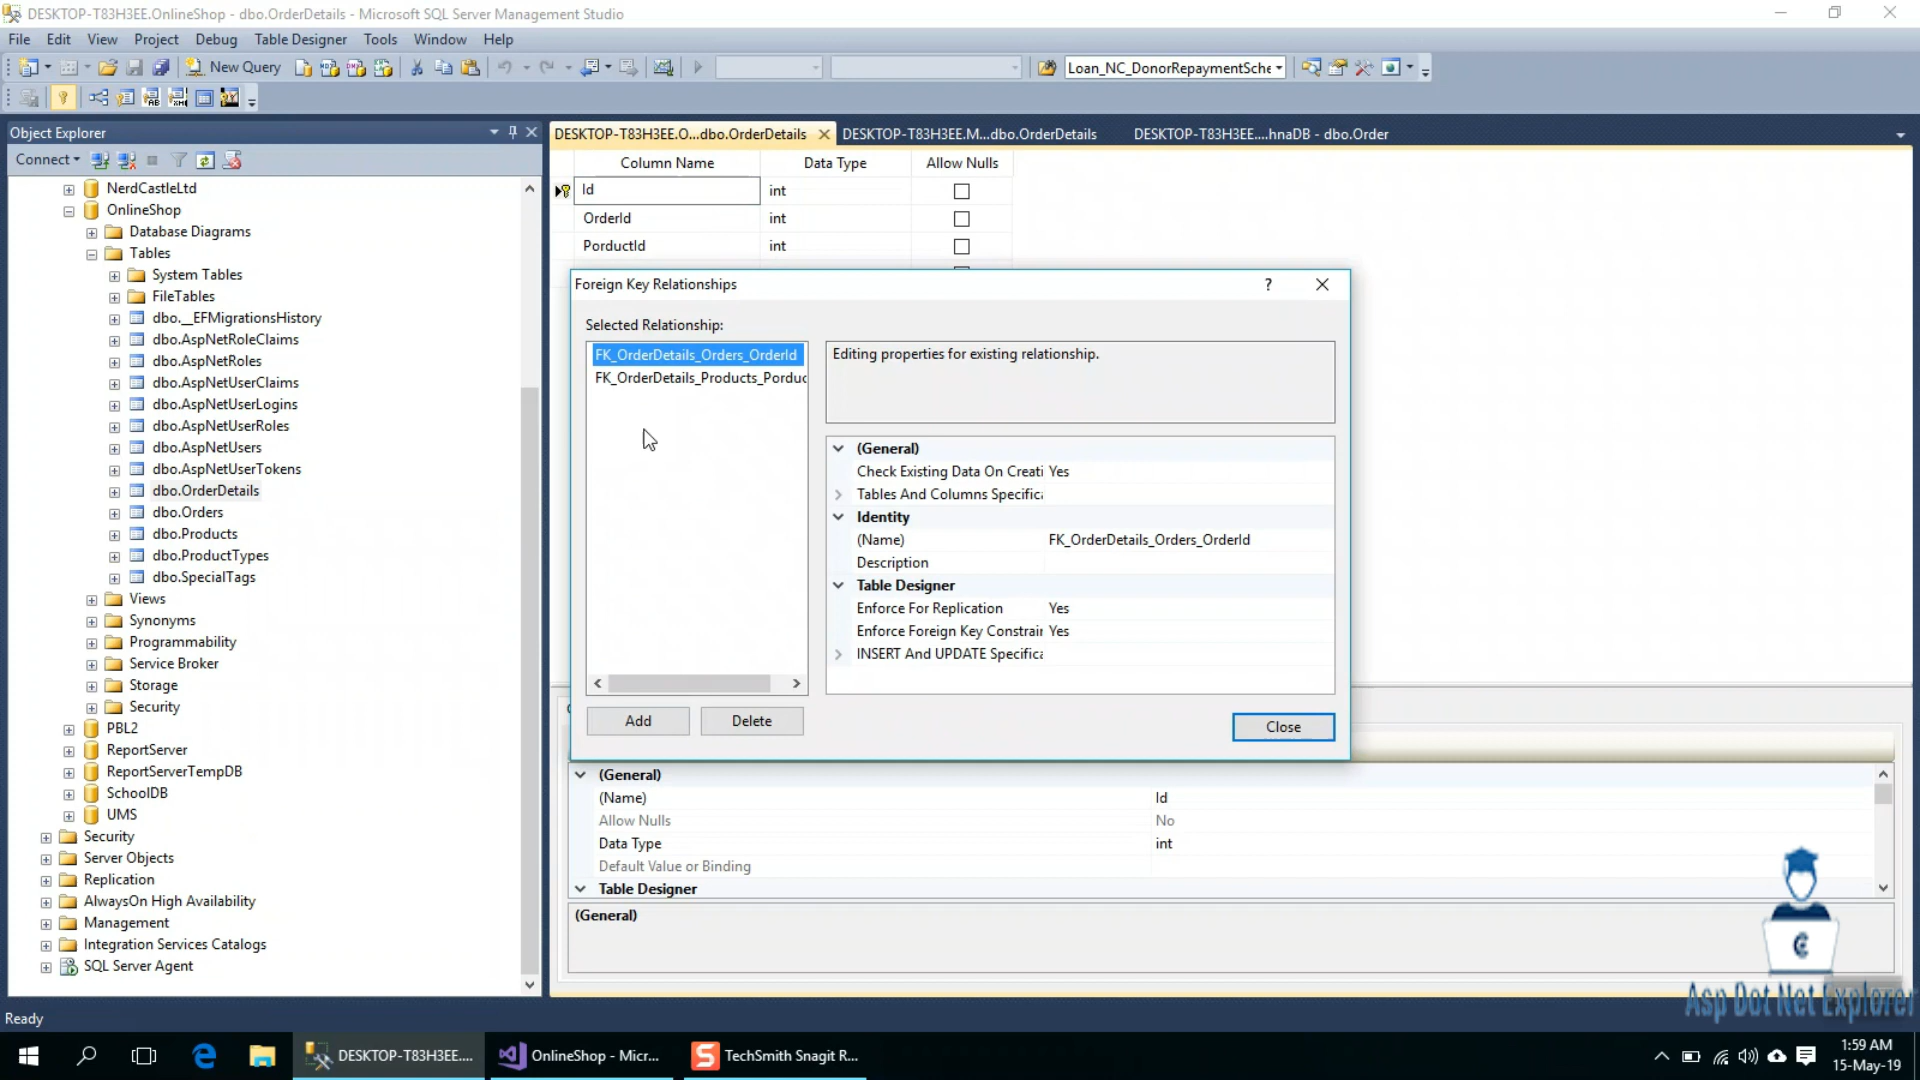 DESKTOP-T83H3EE.OnlineShop - dbo.OrderDetails - Microsoft SQL Server Management Studio
File Edit View Project Debug Table Designer Tools Window Help
New Query Loan_NC_DonorRepaymentSche
Object Explorer
Connect
NerdCastleLtd
OnlineShop
Database Diagrams
Tables
System Tables
FileTables
dbo.__EFMigrationsHistory
dbo.AspNetRoleClaims
dbo.AspNetRoles
dbo.AspNetUserClaims
dbo.AspNetUserLogins
dbo.AspNetUserRoles
dbo.AspNetUsers
dbo.AspNetUserTokens
dbo.OrderDetails
dbo.Orders
dbo.Products
dbo.ProductTypes
dbo.SpecialTags
Views
Synonyms
Programmability
Service Broker
Storage
Security
PBL2
ReportServer
ReportServerTempDB
SchoolDB
UMS
Security
Server Objects
Replication
AlwaysOn High Availability
Management
Integration Services Catalogs
SQL Server Agent
DESKTOP-T83H3EE.O...dbo.OrderDetails DESKTOP-T83H3EE.M...dbo.OrderDetails DESKTOP-T83H3EE....hnaDB - dbo.Order
Column Name Data Type Allow Nulls
Id int
OrderId int
PorductId int
Foreign Key Relationships ?
Selected Relationship:
FK_OrderDetails_Orders_OrderId
FK_OrderDetails_Products_Porduc
Editing properties for existing relationship.
(General)
Check Existing Data On Creati Yes
Tables And Columns Specifica
Identity
(Name) FK_OrderDetails_Orders_OrderId
Description
Table Designer
Enforce For Replication Yes
Enforce Foreign Key Constrain Yes
INSERT And UPDATE Specifica
Add Delete Close
(General)
(Name) Id
Allow Nulls No
Data Type int
Default Value or Binding
Table Designer
(General)
Asp Dot Net Explorer
Ready
DESKTOP-T83H3EE.... OnlineShop - Micr... TechSmith Snagit R...
1:59 AM
15-May-19